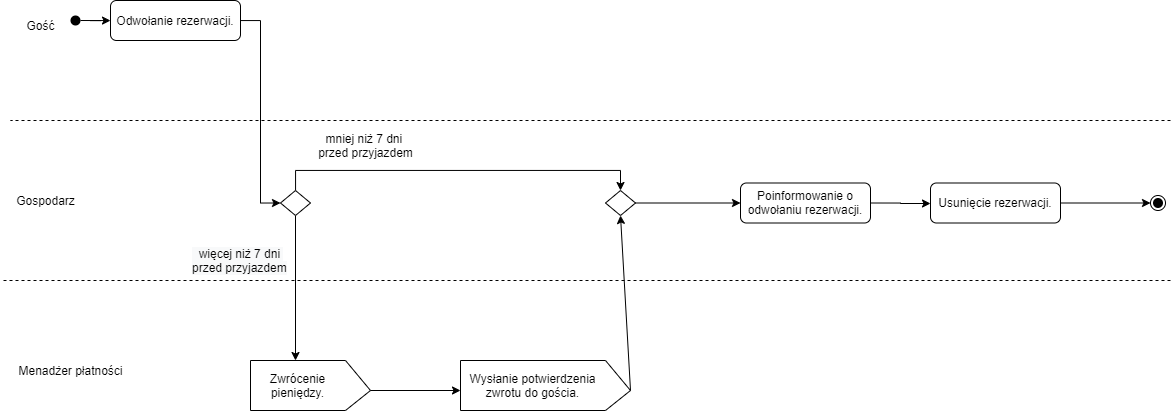 Gość
Odwołanie rezerwacji.
mniej niż 7 dni
przed przyjazdem
Gospodarz
Poinformowanie o
odwołaniu rezerwacji.
Usunięcie rezerwacji.
więcej niż 7 dni
przed przyjazdem
Menadżer płatności
Zwrócenie
pieniędzy.
Wysłanie potwierdzenia
zwrotu do gościa.